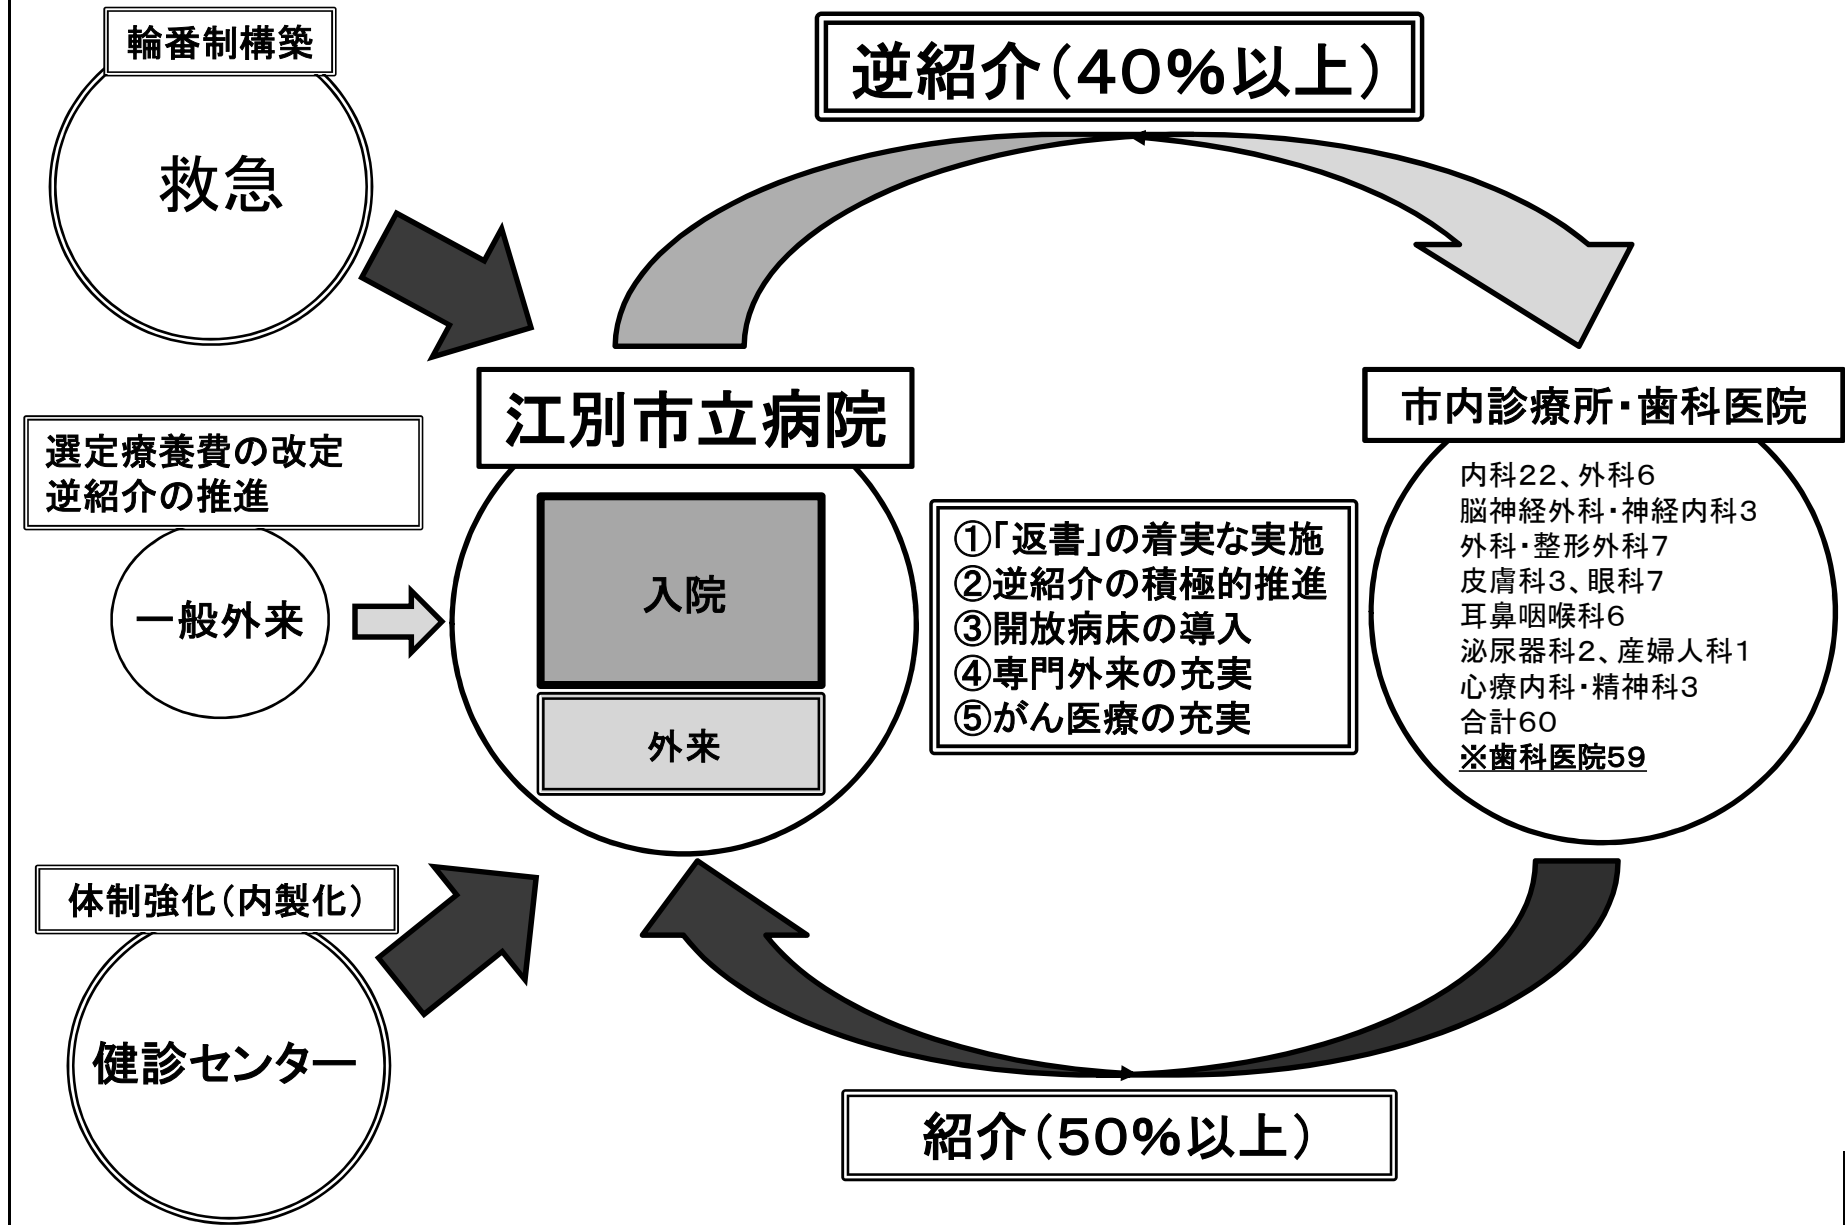 輪番制構築
救急
逆紹介（40％以上）
選定療養費の改定
逆紹介の推進
一般外来
体制強化（内製化）
健診センター
江別市立病院
入院
外来
①「返書」の着実な実施
②逆紹介の積極的推進
③開放病床の導入
④専門外来の充実
⑤がん医療の充実
市内診療所・歯科医院
内科22、外科6
脳神経外科・神経内科3
外科・整形外科7
皮膚科3、眼科7
耳鼻咽喉科6
泌尿器科2、産婦人科1
心療内科・精神科3
合計60
※歯科医院59
紹介（50％以上）